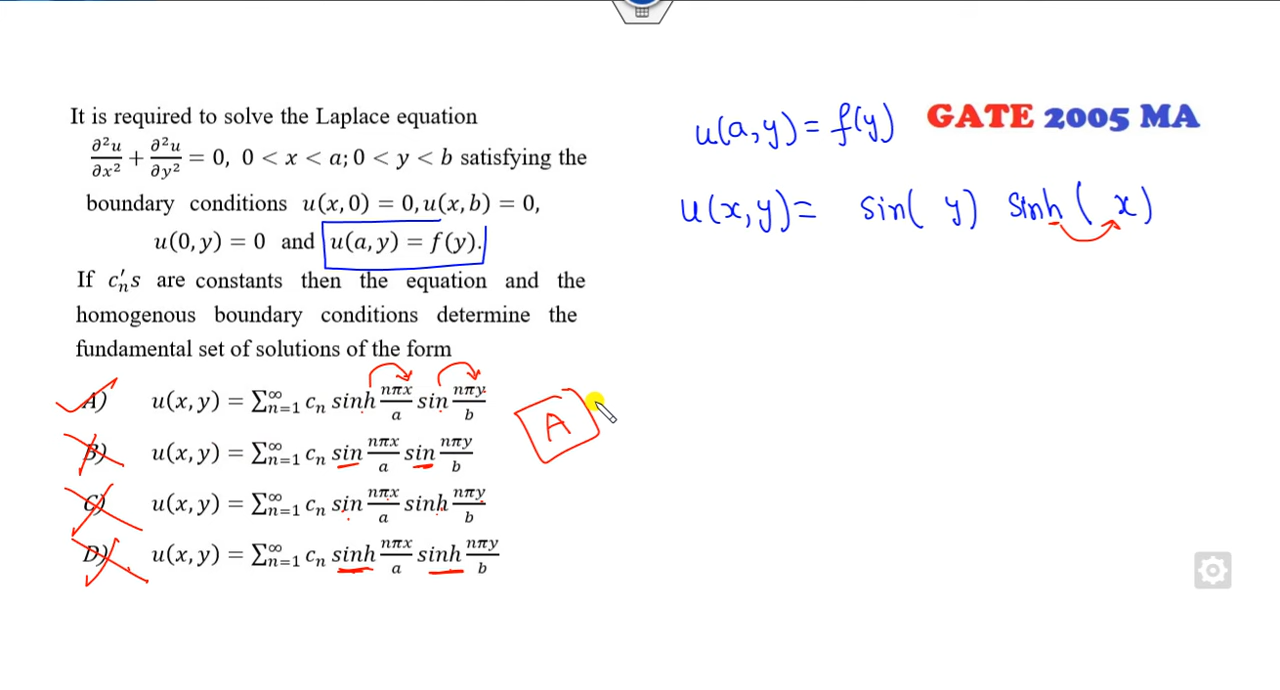 It is required to solve the Laplace equation
∂²u/∂x² + ∂²u/∂y² = 0, 0 < x < a; 0 < y < b satisfying the
boundary conditions u(x, 0) = 0, u(x, b) = 0,
u(0, y) = 0 and u(a, y) = f(y).
If c'ₙs are constants then the equation and the
homogenous boundary conditions determine the
fundamental set of solutions of the form
A) u(x, y) = ∑ₙ₌₁^∞ cₙ sinh nπx/a sin nπy/b
B) u(x, y) = ∑ₙ₌₁^∞ cₙ sin nπx/a sin nπy/b
C) u(x, y) = ∑ₙ₌₁^∞ cₙ sin nπx/a sinh nπy/b
D) u(x, y) = ∑ₙ₌₁^∞ cₙ sinh nπx/a sinh nπy/b
A
u(a,y) = f(y)
GATE 2005 MA
u(x,y) = sin( y) sinh( x)